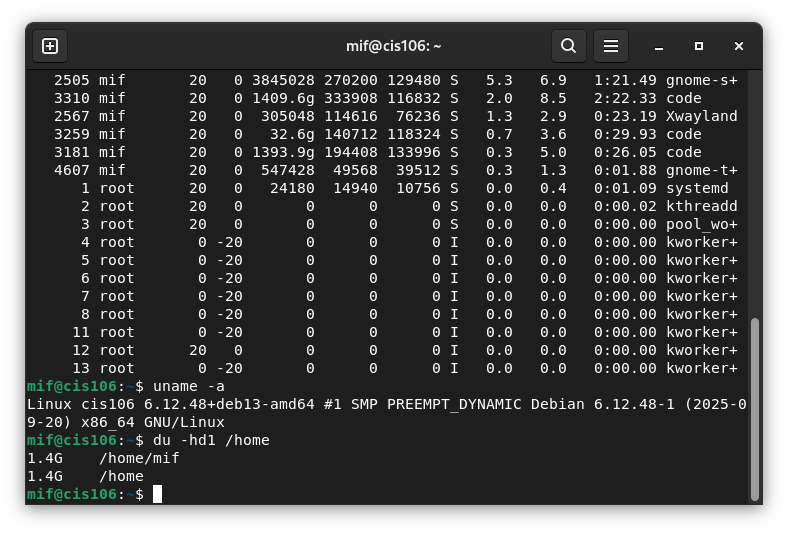 mif@cis106: ~
2505 mif 20 0 3845028 270200 129480 S 5.3 6.9 1:21.49 gnome-s+
3310 mif 20 0 1409.6g 333908 116832 S 2.0 8.5 2:22.33 code
2567 mif 20 0 305048 114616 76236 S 1.3 2.9 0:23.19 Xwayland
3259 mif 20 0 32.6g 140712 118324 S 0.7 3.6 0:29.93 code
3181 mif 20 0 1393.9g 194408 133996 S 0.3 5.0 0:26.05 code
4607 mif 20 0 547428 49568 39512 S 0.3 1.3 0:01.88 gnome-t+
1 root 20 0 24180 14940 10756 S 0.0 0.4 0:01.09 systemd
2 root 20 0 0 0 0 S 0.0 0.0 0:00.02 kthreadd
3 root 20 0 0 0 0 S 0.0 0.0 0:00.00 pool_wo+
4 root 0 -20 0 0 0 I 0.0 0.0 0:00.00 kworker+
5 root 0 -20 0 0 0 I 0.0 0.0 0:00.00 kworker+
6 root 0 -20 0 0 0 I 0.0 0.0 0:00.00 kworker+
7 root 0 -20 0 0 0 I 0.0 0.0 0:00.00 kworker+
8 root 0 -20 0 0 0 I 0.0 0.0 0:00.00 kworker+
11 root 0 -20 0 0 0 I 0.0 0.0 0:00.00 kworker+
12 root 20 0 0 0 0 I 0.0 0.0 0:00.00 kworker+
13 root 0 -20 0 0 0 I 0.0 0.0 0:00.00 kworker+
mif@cis106:~$ uname -a
Linux cis106 6.12.48+deb13-amd64 #1 SMP PREEMPT_DYNAMIC Debian 6.12.48-1 (2025-0
9-20) x86_64 GNU/Linux
mif@cis106:~$ du -hd1 /home
1.4G /home/mif
1.4G /home
mif@cis106:~$